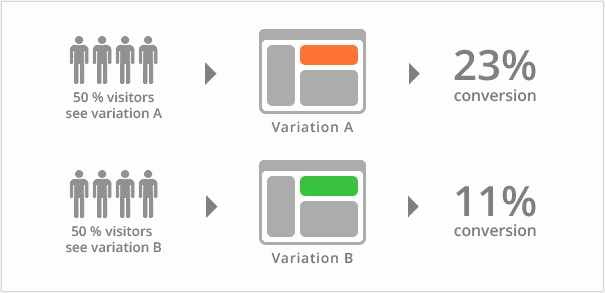 50 % visitors
see variation A
Variation A
23%
conversion
50 % visitors
see variation B
Variation B
11%
conversion